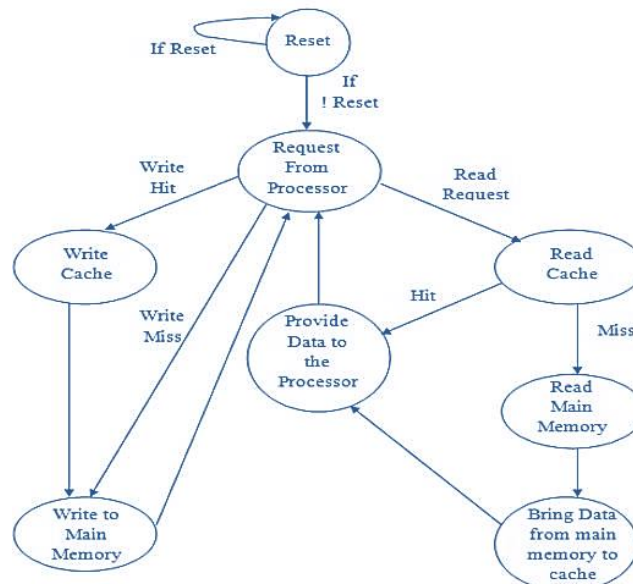 Reset
If Reset
If
! Reset
Request
From
Processor
Write
Hit
Read
Request
Write
Cache
Read
Cache
Hit
Write
Miss
Provide
Data to
the
Processor
Miss
Read
Main
Memory
Write to
Main
Memory
Bring Data
from main
memory to
cache